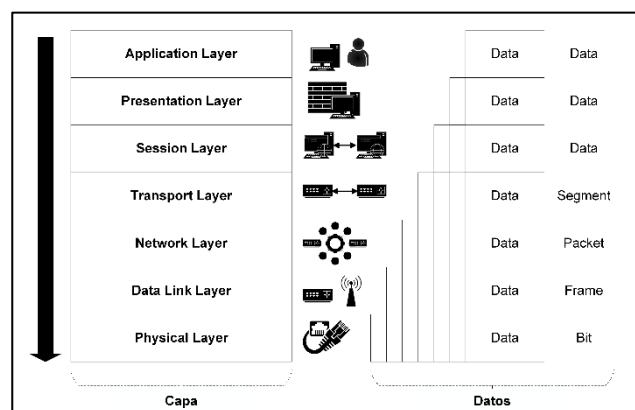 Application Layer Data Data
Presentation Layer Data Data
Session Layer Data Data
Transport Layer Data Segment
Network Layer Data Packet
Data Link Layer Data Frame
Physical Layer Data Bit
Capa Datos